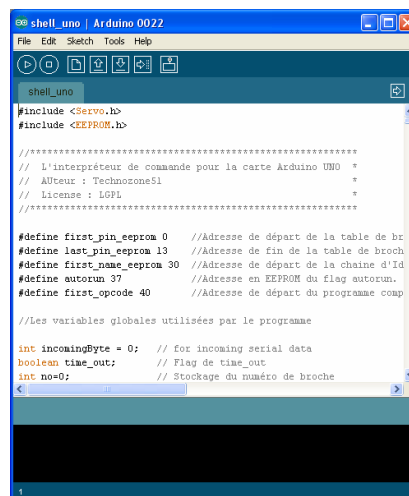 shell_uno | Arduino 0022
File Edit Sketch Tools Help
shell_uno
#include <Servo.h>
#include <EEPROM.h>
//*********************************************************
// L'interpréteur de commande pour la carte Arduino UNO *
// AUteur : Technozone51 *
// License : LGPL *
//*********************************************************
#define first_pin_eeprom 0 //Adresse de départ de la table de br
#define last_pin_eeprom 13 //Adresse de fin de la table de broch
#define first_name_eeprom 30 //Adresse de départ de la chaine d'Id
#define autorun 37 //Adresse en EEPROM du flag autorun.
#define first_opcode 40 //Adresse de départ du programme comp
//Les variables globales utilisées par le programme
int incomingByte = 0; // for incoming serial data
boolean time_out; // Flag de time_out
int no=0; // Stockage du numéro de broche
1